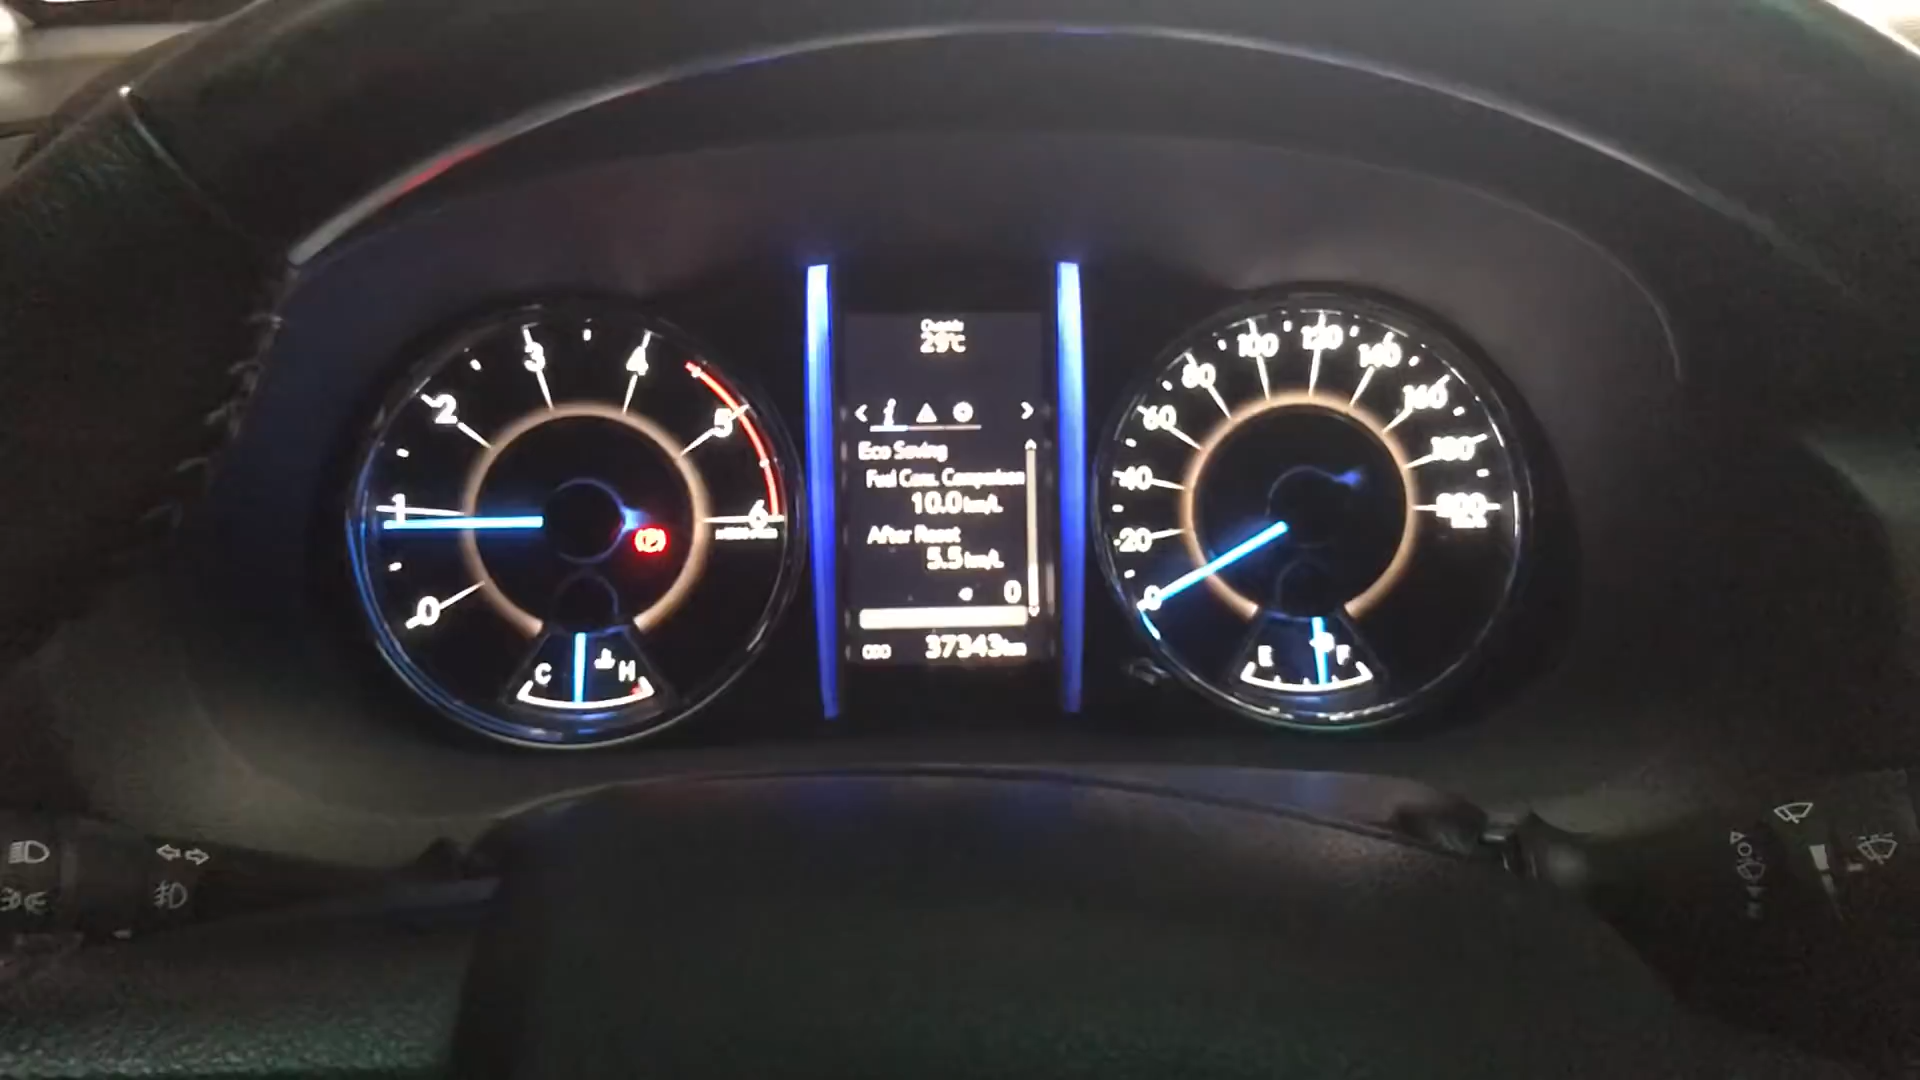 Outside
29°C
Eco Saving
Fuel Cons. Comparison
10.0 km/L
After Reset
5.5 km/L
0
ODO 37343 km
0
1
2
3
4
5
6
C H
0
20
40
60
80
100
120
140
160
180
200
E F